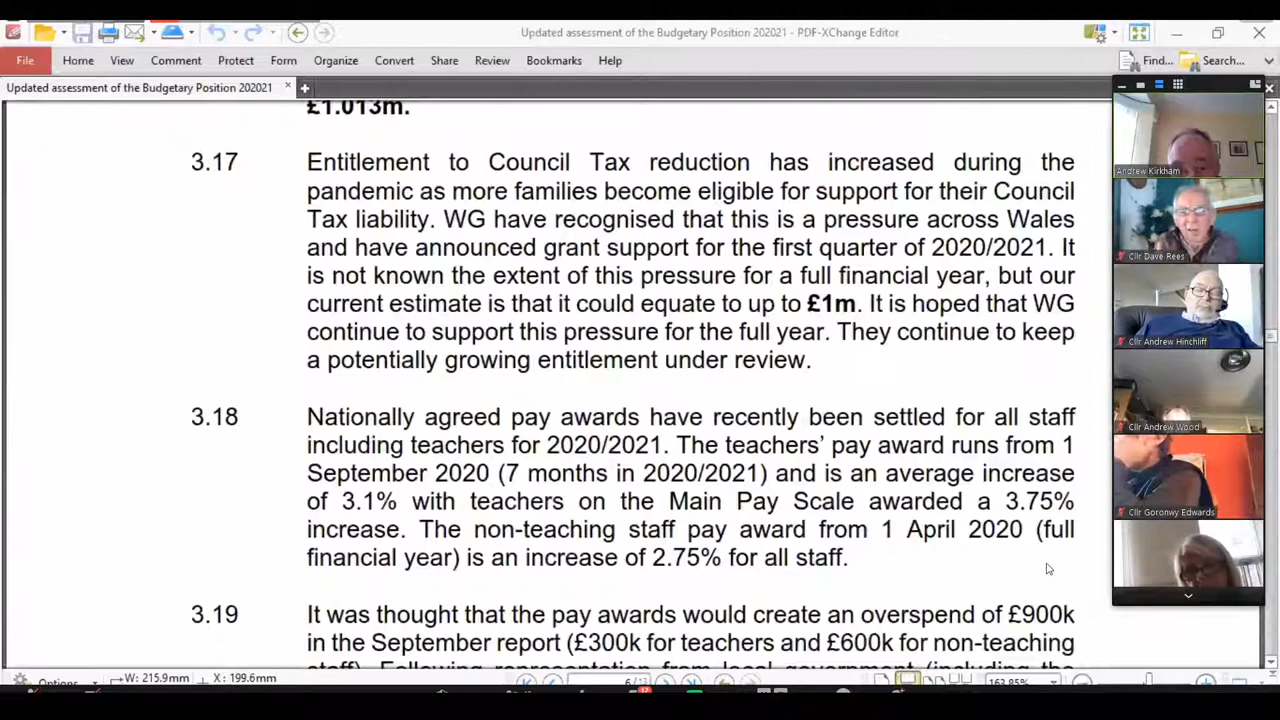 Updated assessment of the Budgetary Position 202021 - PDF-XChange Editor
File Home View Comment Protect Form Organize Convert Share Review Bookmarks Help Find... Search...
Updated assessment of the Budgetary Position 202021
£1.013m.
3.17 Entitlement to Council Tax reduction has increased during the
pandemic as more families become eligible for support for their Council
Tax liability. WG have recognised that this is a pressure across Wales
and have announced grant support for the first quarter of 2020/2021. It
is not known the extent of this pressure for a full financial year, but our
current estimate is that it could equate to up to £1m. It is hoped that WG
continue to support this pressure for the full year. They continue to keep
a potentially growing entitlement under review.
3.18 Nationally agreed pay awards have recently been settled for all staff
including teachers for 2020/2021. The teachers' pay award runs from 1
September 2020 (7 months in 2020/2021) and is an average increase
of 3.1% with teachers on the Main Pay Scale awarded a 3.75%
increase. The non-teaching staff pay award from 1 April 2020 (full
financial year) is an increase of 2.75% for all staff.
3.19 It was thought that the pay awards would create an overspend of £900k
in the September report (£300k for teachers and £600k for non-teaching
staff). Following representation from local government (including the
Andrew Kirkham
Cllr Dave Rees
Cllr Andrew Hinchliff
Cllr Andrew Wood
Cllr Goronwy Edwards
Options... W: 215.9mm X: 199.6mm 163.85%